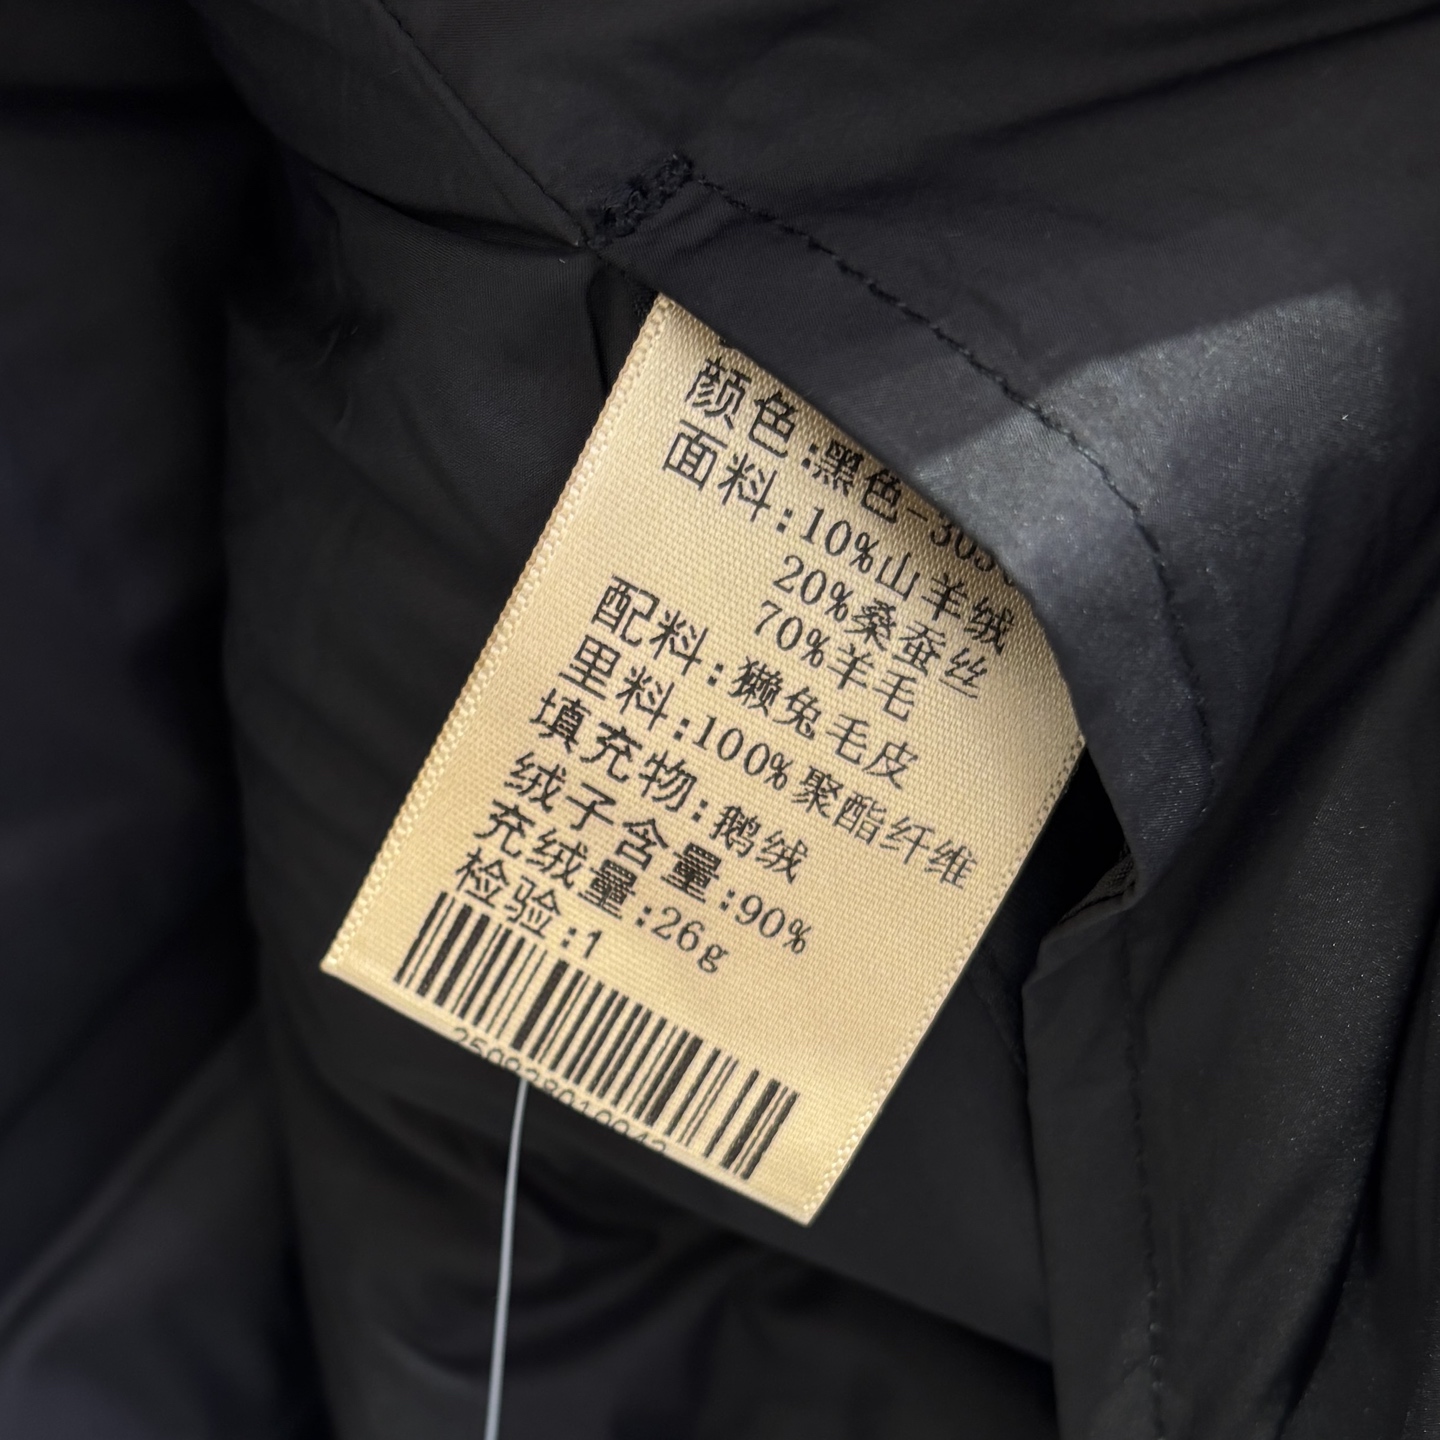 颜色:黑色-303
面料:10%山羊绒
20%桑蚕丝
70%羊毛
配料:獭兔毛皮
里料:100%聚酯纤维
填充物:鹅绒
绒子含量:90%
充绒量:26g
检验:1